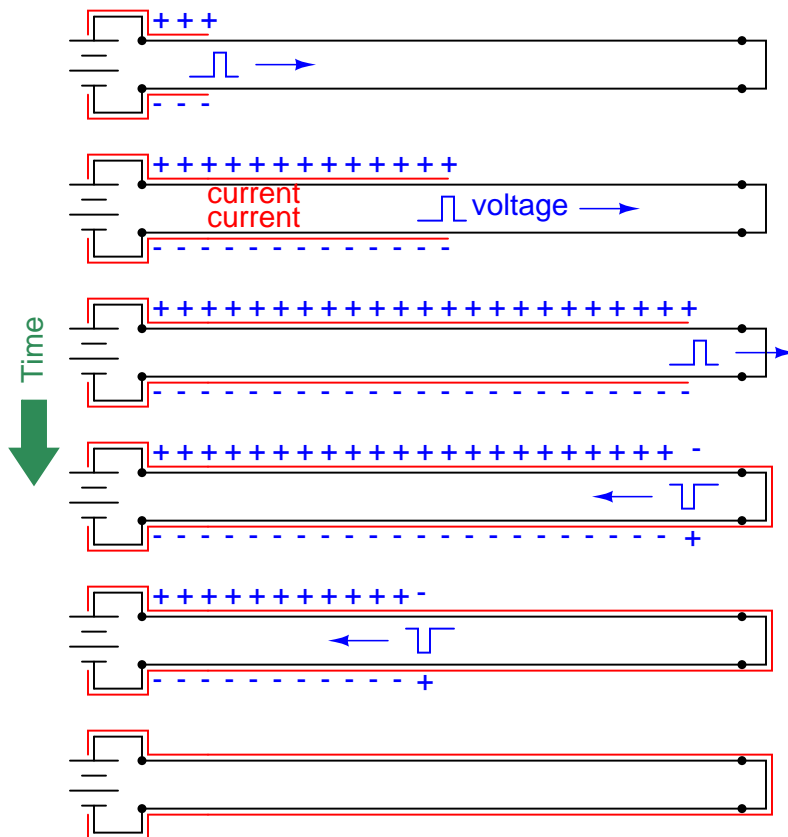 + + +
- - -
+ + + + + + + + + + + + +
current
current
voltage
- - - - - - - - - - - - -
+ + + + + + + + + + + + + + + + + + + + + + +
Time
- - - - - - - - - - - - - - - - - - - - - - -
+ + + + + + + + + + + + + + + + + + + + + + -
- - - - - - - - - - - - - - - - - - - - - - +
+ + + + + + + + + + + -
- - - - - - - - - - - +